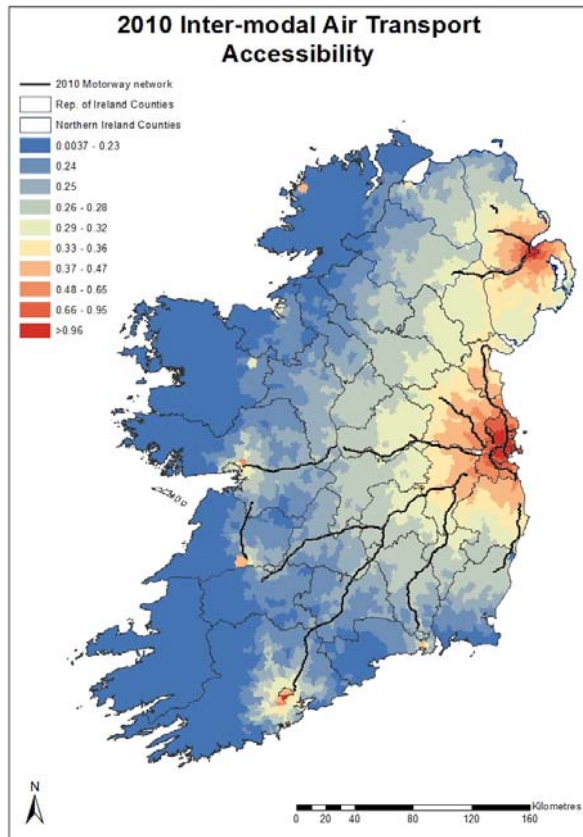 2010 Inter-modal Air Transport
Accessibility
2010 Motorway network
Rep. of Ireland Counties
Northern Ireland Counties
0.0037 - 0.23
0.24
0.25
0.26 - 0.28
0.29 - 0.32
0.33 - 0.36
0.37 - 0.47
0.48 - 0.65
0.66 - 0.95
>0.96
N
Kilometres
0 10 20 40 80 120 160